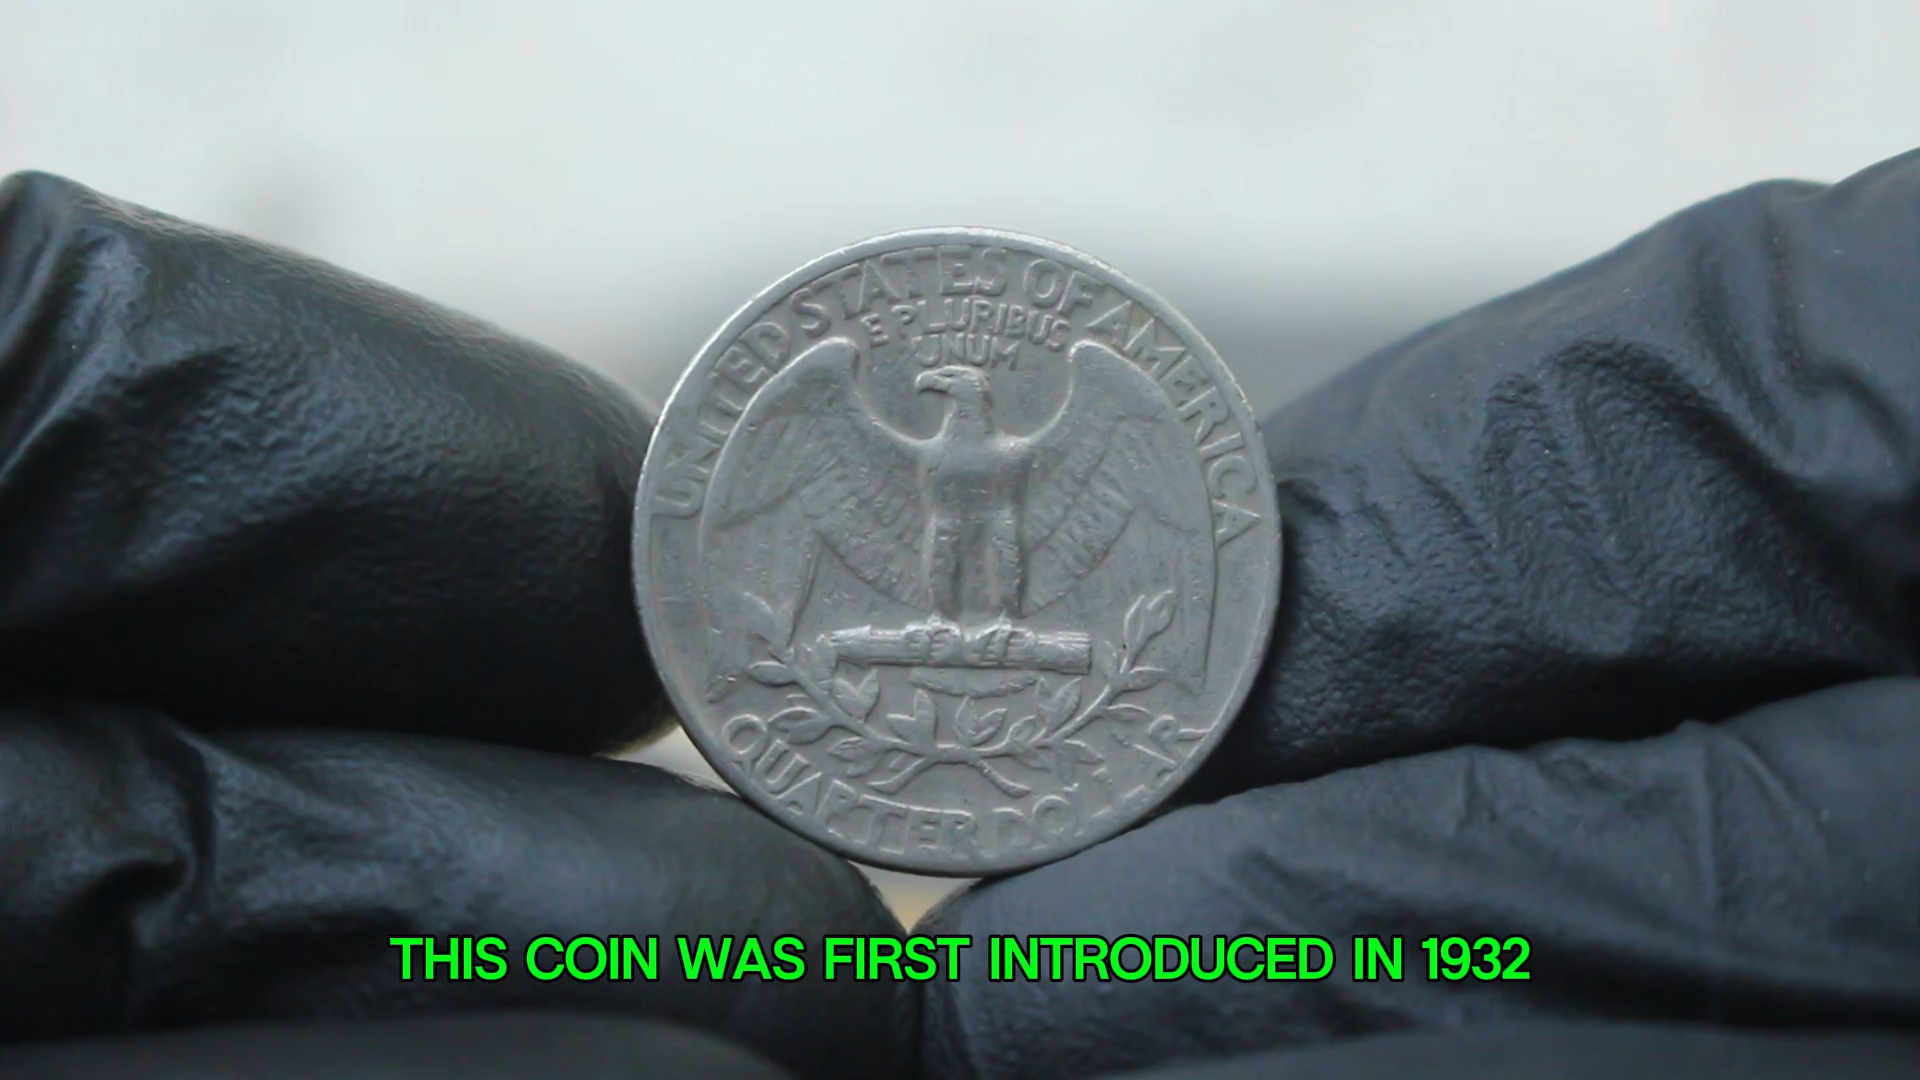 UNITED STATES OF AMERICA
E PLURIBUS
UNUM
QUARTER DOLLAR
THIS COIN WAS FIRST INTRODUCED IN 1932